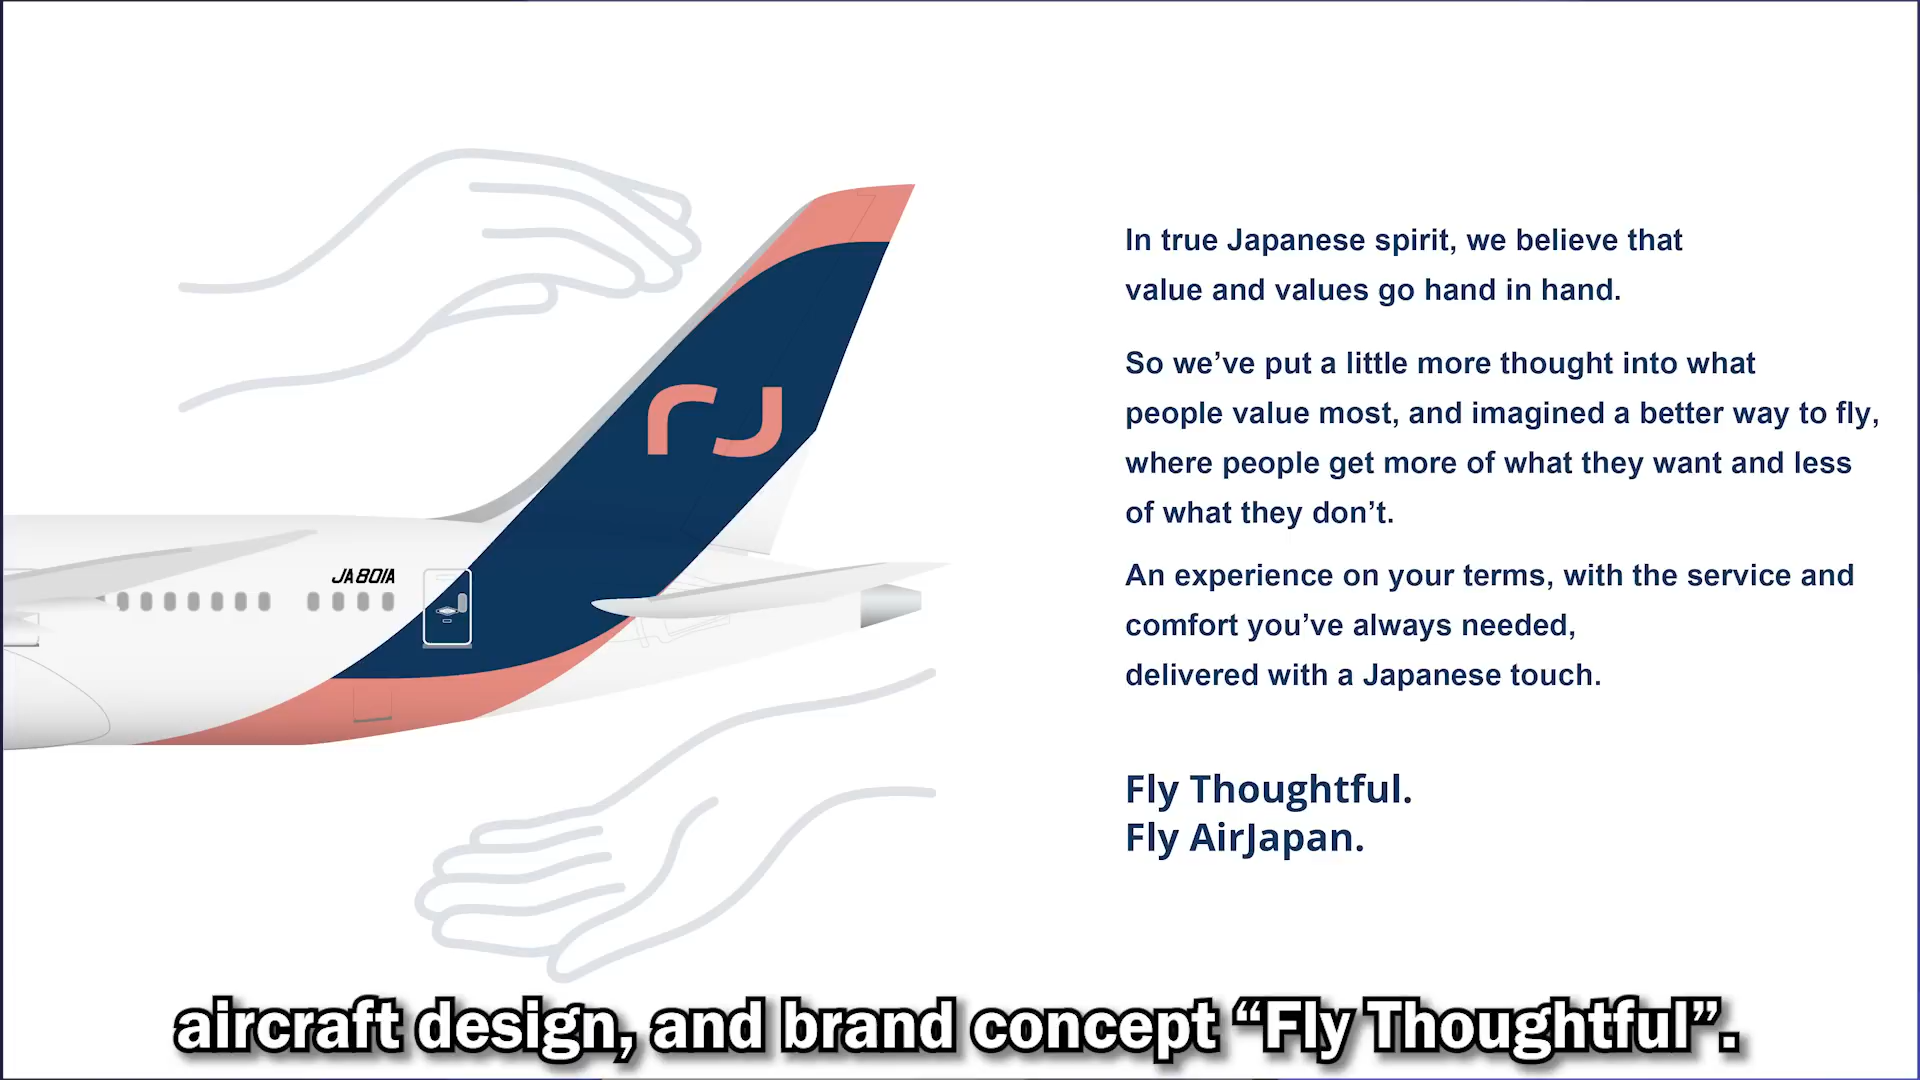 In true Japanese spirit, we believe that
value and values go hand in hand.
So we’ve put a little more thought into what
people value most, and imagined a better way to fly,
where people get more of what they want and less
of what they don’t.
An experience on your terms, with the service and
comfort you’ve always needed,
delivered with a Japanese touch.
Fly Thoughtful.
Fly AirJapan.
JA801A
aircraft design, and brand concept “Fly Thoughtful”.